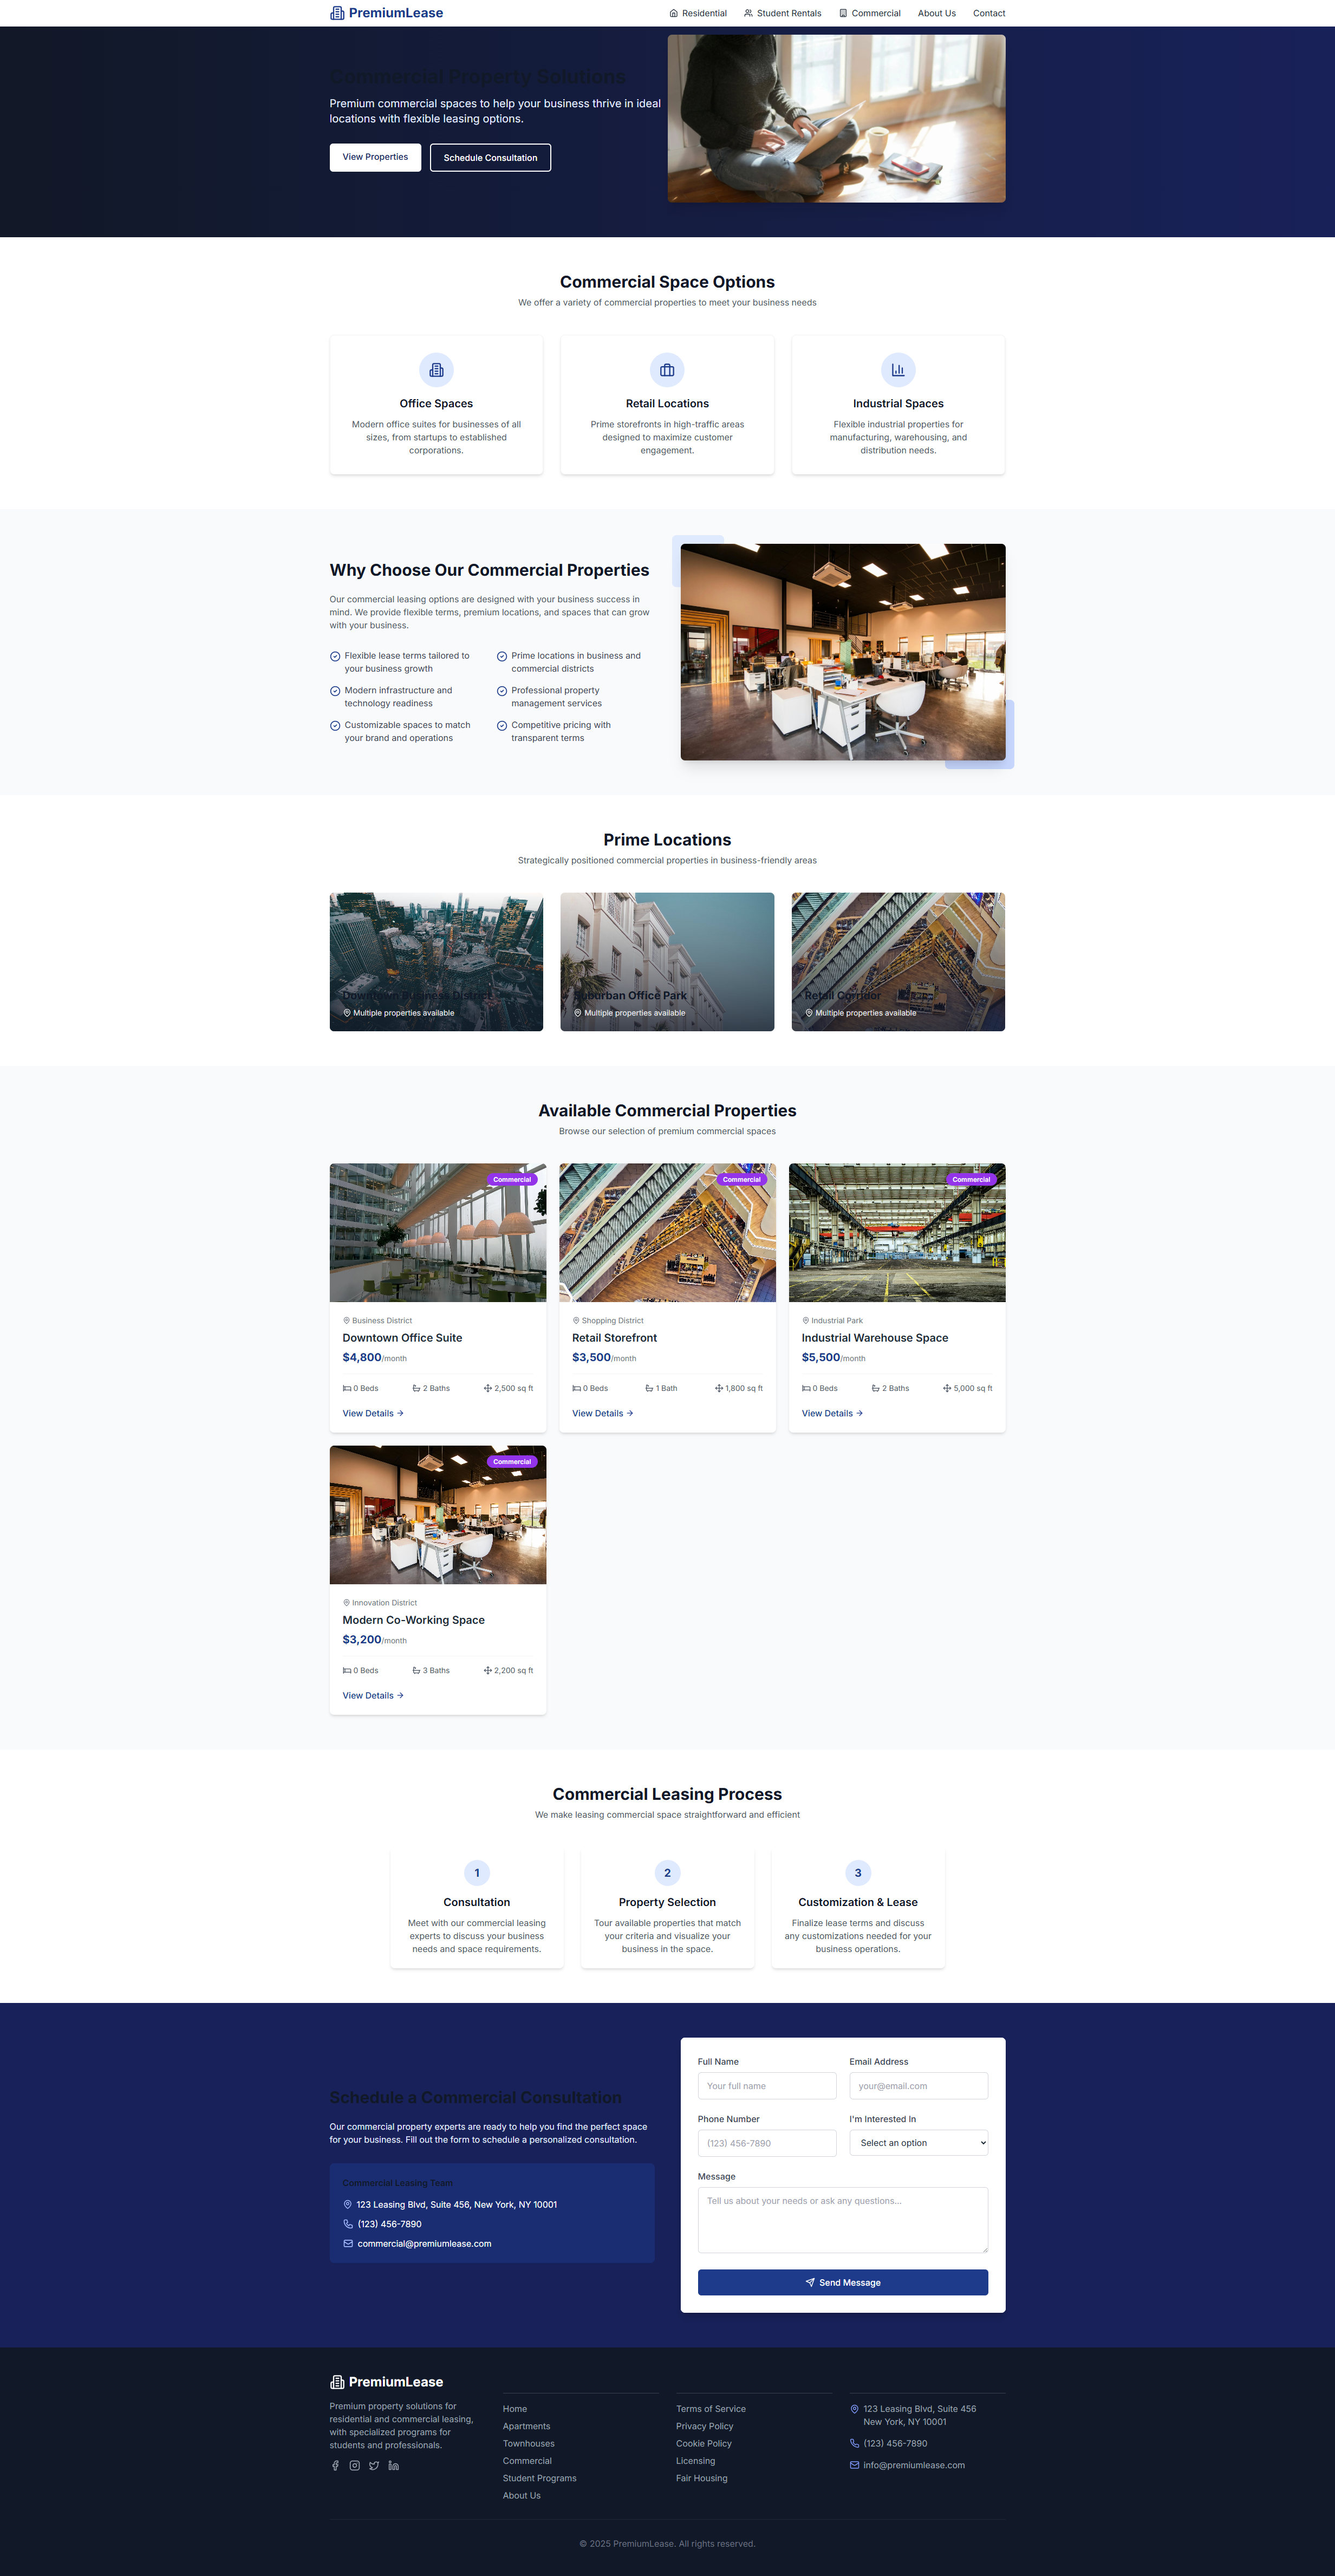 PremiumLease
Residential
Student Rentals
Commercial
About Us
Contact
Commercial Property Solutions
Premium commercial spaces to help your business thrive in ideal
locations with flexible leasing options.
View Properties
Schedule Consultation
Commercial Space Options
We offer a variety of commercial properties to meet your business needs
Office Spaces
Modern office suites for businesses of all
sizes, from startups to established
corporations.
Retail Locations
Prime storefronts in high-traffic areas
designed to maximize customer
engagement.
Industrial Spaces
Flexible industrial properties for
manufacturing, warehousing, and
distribution needs.
Why Choose Our Commercial Properties
Our commercial leasing options are designed with your business success in
mind. We provide flexible terms, premium locations, and spaces that can grow
with your business.
Flexible lease terms tailored to
your business growth
Prime locations in business and
commercial districts
Modern infrastructure and
technology readiness
Professional property
management services
Customizable spaces to match
your brand and operations
Competitive pricing with
transparent terms
Prime Locations
Strategically positioned commercial properties in business-friendly areas
Downtown Business District
Multiple properties available
Suburban Office Park
Multiple properties available
Retail Corridor
Multiple properties available
Available Commercial Properties
Browse our selection of premium commercial spaces
Commercial
Business District
Downtown Office Suite
$4,800/month
0 Beds
2 Baths
2,500 sq ft
View Details
Commercial
Shopping District
Retail Storefront
$3,500/month
0 Beds
1 Bath
1,800 sq ft
View Details
Commercial
Industrial Park
Industrial Warehouse Space
$5,500/month
0 Beds
2 Baths
5,000 sq ft
View Details
Commercial
Innovation District
Modern Co-Working Space
$3,200/month
0 Beds
3 Baths
2,200 sq ft
View Details
Commercial Leasing Process
We make leasing commercial space straightforward and efficient
1
Consultation
Meet with our commercial leasing
experts to discuss your business
needs and space requirements.
2
Property Selection
Tour available properties that match
your criteria and visualize your
business in the space.
3
Customization & Lease
Finalize lease terms and discuss
any customizations needed for your
business operations.
Schedule a Commercial Consultation
Our commercial property experts are ready to help you find the perfect space
for your business. Fill out the form to schedule a personalized consultation.
Commercial Leasing Team
123 Leasing Blvd, Suite 456, New York, NY 10001
(123) 456-7890
commercial@premiumlease.com
Full Name
Your full name
Email Address
your@email.com
Phone Number
(123) 456-7890
I'm Interested In
Select an option
Message
Tell us about your needs or ask any questions...
Send Message
PremiumLease
Premium property solutions for
residential and commercial leasing,
with specialized programs for
students and professionals.
Home
Apartments
Townhouses
Commercial
Student Programs
About Us
Terms of Service
Privacy Policy
Cookie Policy
Licensing
Fair Housing
123 Leasing Blvd, Suite 456
New York, NY 10001
(123) 456-7890
info@premiumlease.com
© 2025 PremiumLease. All rights reserved.